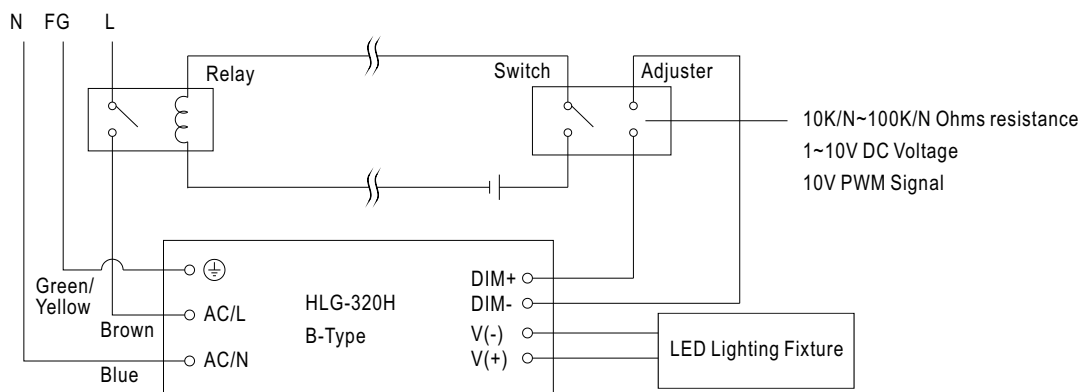 N FG L
Relay
Switch
Adjuster
10K/N~100K/N Ohms resistance
1~10V DC Voltage
10V PWM Signal
Green/
Yellow
Brown
Blue
AC/L
AC/N
HLG-320H
B-Type
DIM+
DIM-
V(-)
V(+)
LED Lighting Fixture